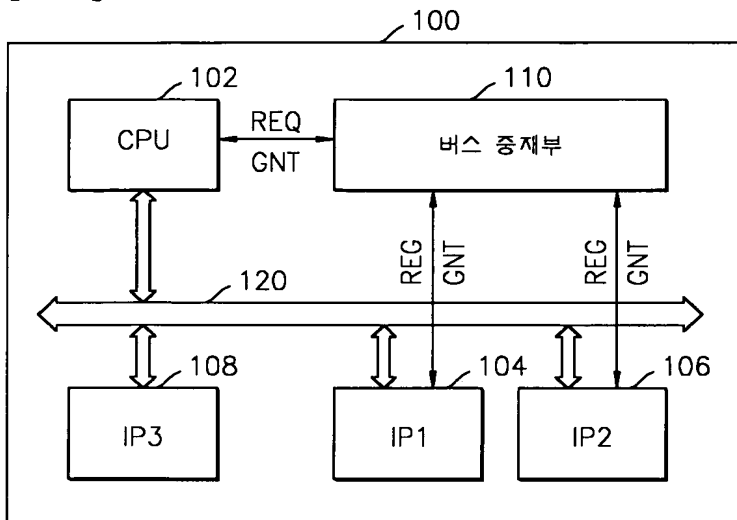 100
102
110
CPU
REQ
GNT
버스 중재부
REG
GNT
REG
GNT
120
108
104
106
IP3
IP1
IP2